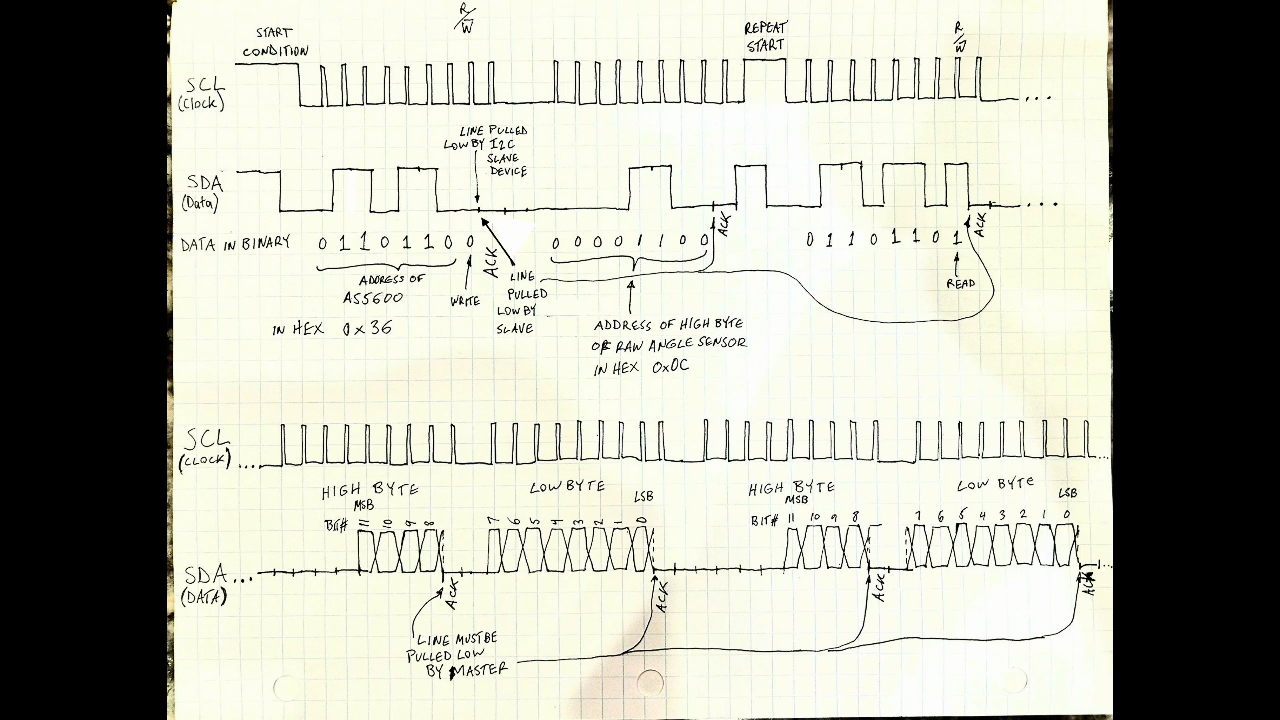 START
CONDITION
R/W̅
REPEAT
START
R/W̅
SCL
(Clock)
...
LINE PULLED
LOW BY I2C
SLAVE
DEVICE
SDA
(Data)
...
DATA IN BINARY
0 1 1 0 1 1 0 0
ACK
0 0 0 0 1 1 0 0
ACK
0 1 1 0 1 1 0 1
ACK
ADDRESS OF
AS5600
IN HEX 0x36
WRITE
LINE
PULLED
LOW BY
SLAVE
ADDRESS OF HIGH BYTE
OF RAW ANGLE SENSOR
IN HEX 0x0C
READ
SCL
(CLOCK)
...
...
HIGH BYTE
MSB
BIT# 11 10 9 8
LOW BYTE
LSB
7 6 5 4 3 2 1 0
HIGH BYTE
MSB
BIT# 11 10 9 8
LOW BYTE
LSB
7 6 5 4 3 2 1 0
SDA
(DATA)
...
...
ACK
ACK
ACK
ACK
LINE MUST BE
PULLED LOW
BY MASTER